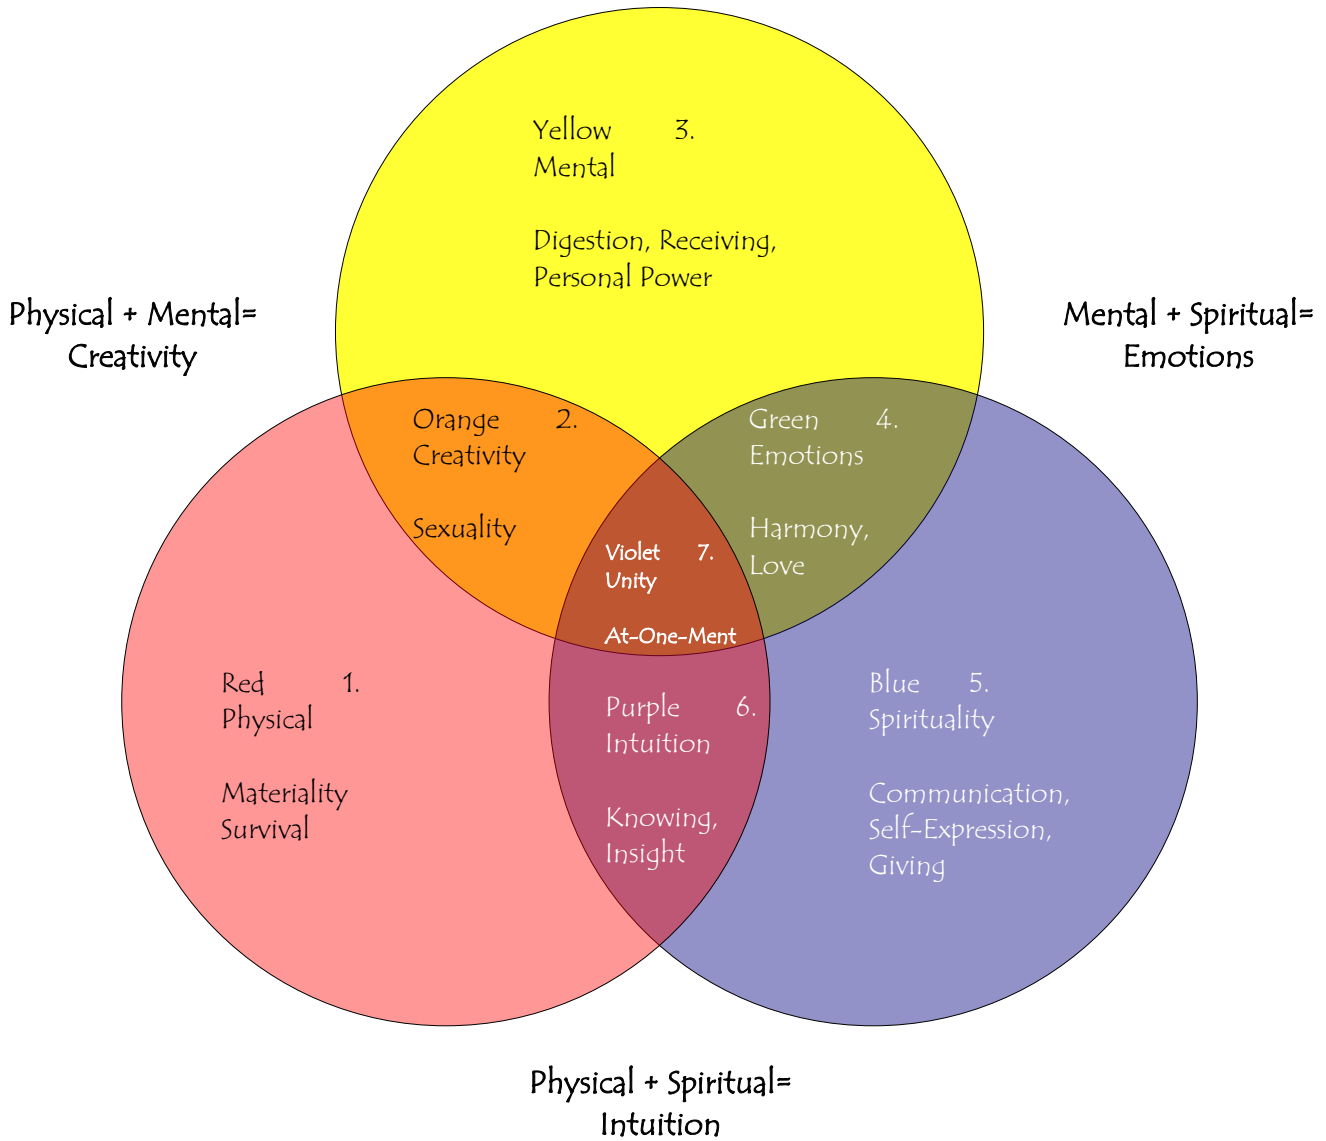 Yellow 3.
Mental
Digestion, Receiving,
Personal Power
Physical + Mental=
Creativity
Mental + Spiritual=
Emotions
Orange 2.
Creativity
Sexuality
Green 4.
Emotions
Harmony,
Love
Violet 7.
Unity
At-One-Ment
Red 1.
Physical
Materiality
Survival
Purple 6.
Intuition
Knowing,
Insight
Blue 5.
Spirituality
Communication,
Self-Expression,
Giving
Physical + Spiritual=
Intuition